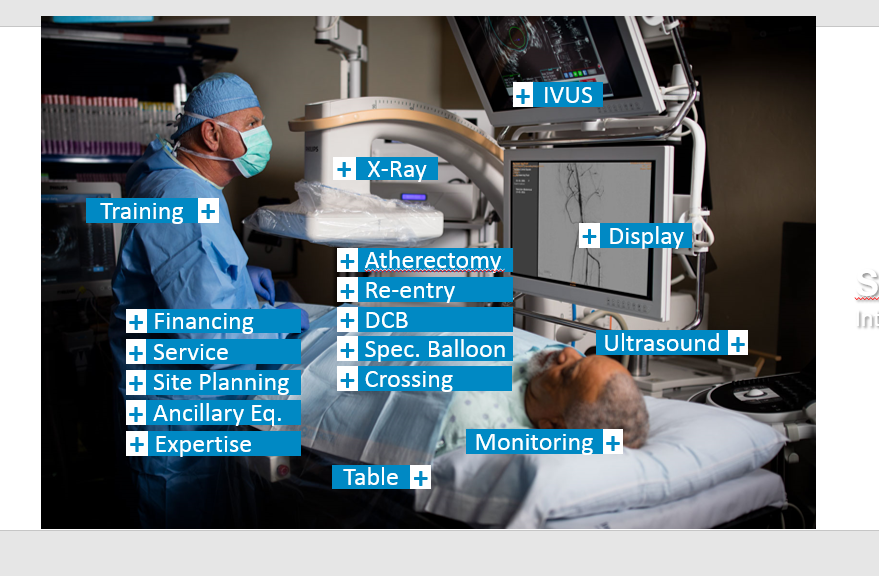 + IVUS
+ X-Ray
Training +
+ Display
+ Atherectomy
+ Re-entry
+ DCB
+ Spec. Balloon
+ Crossing
+ Financing
+ Service
+ Site Planning
+ Ancillary Eq.
+ Expertise
Ultrasound +
Monitoring +
Table +
S
Int